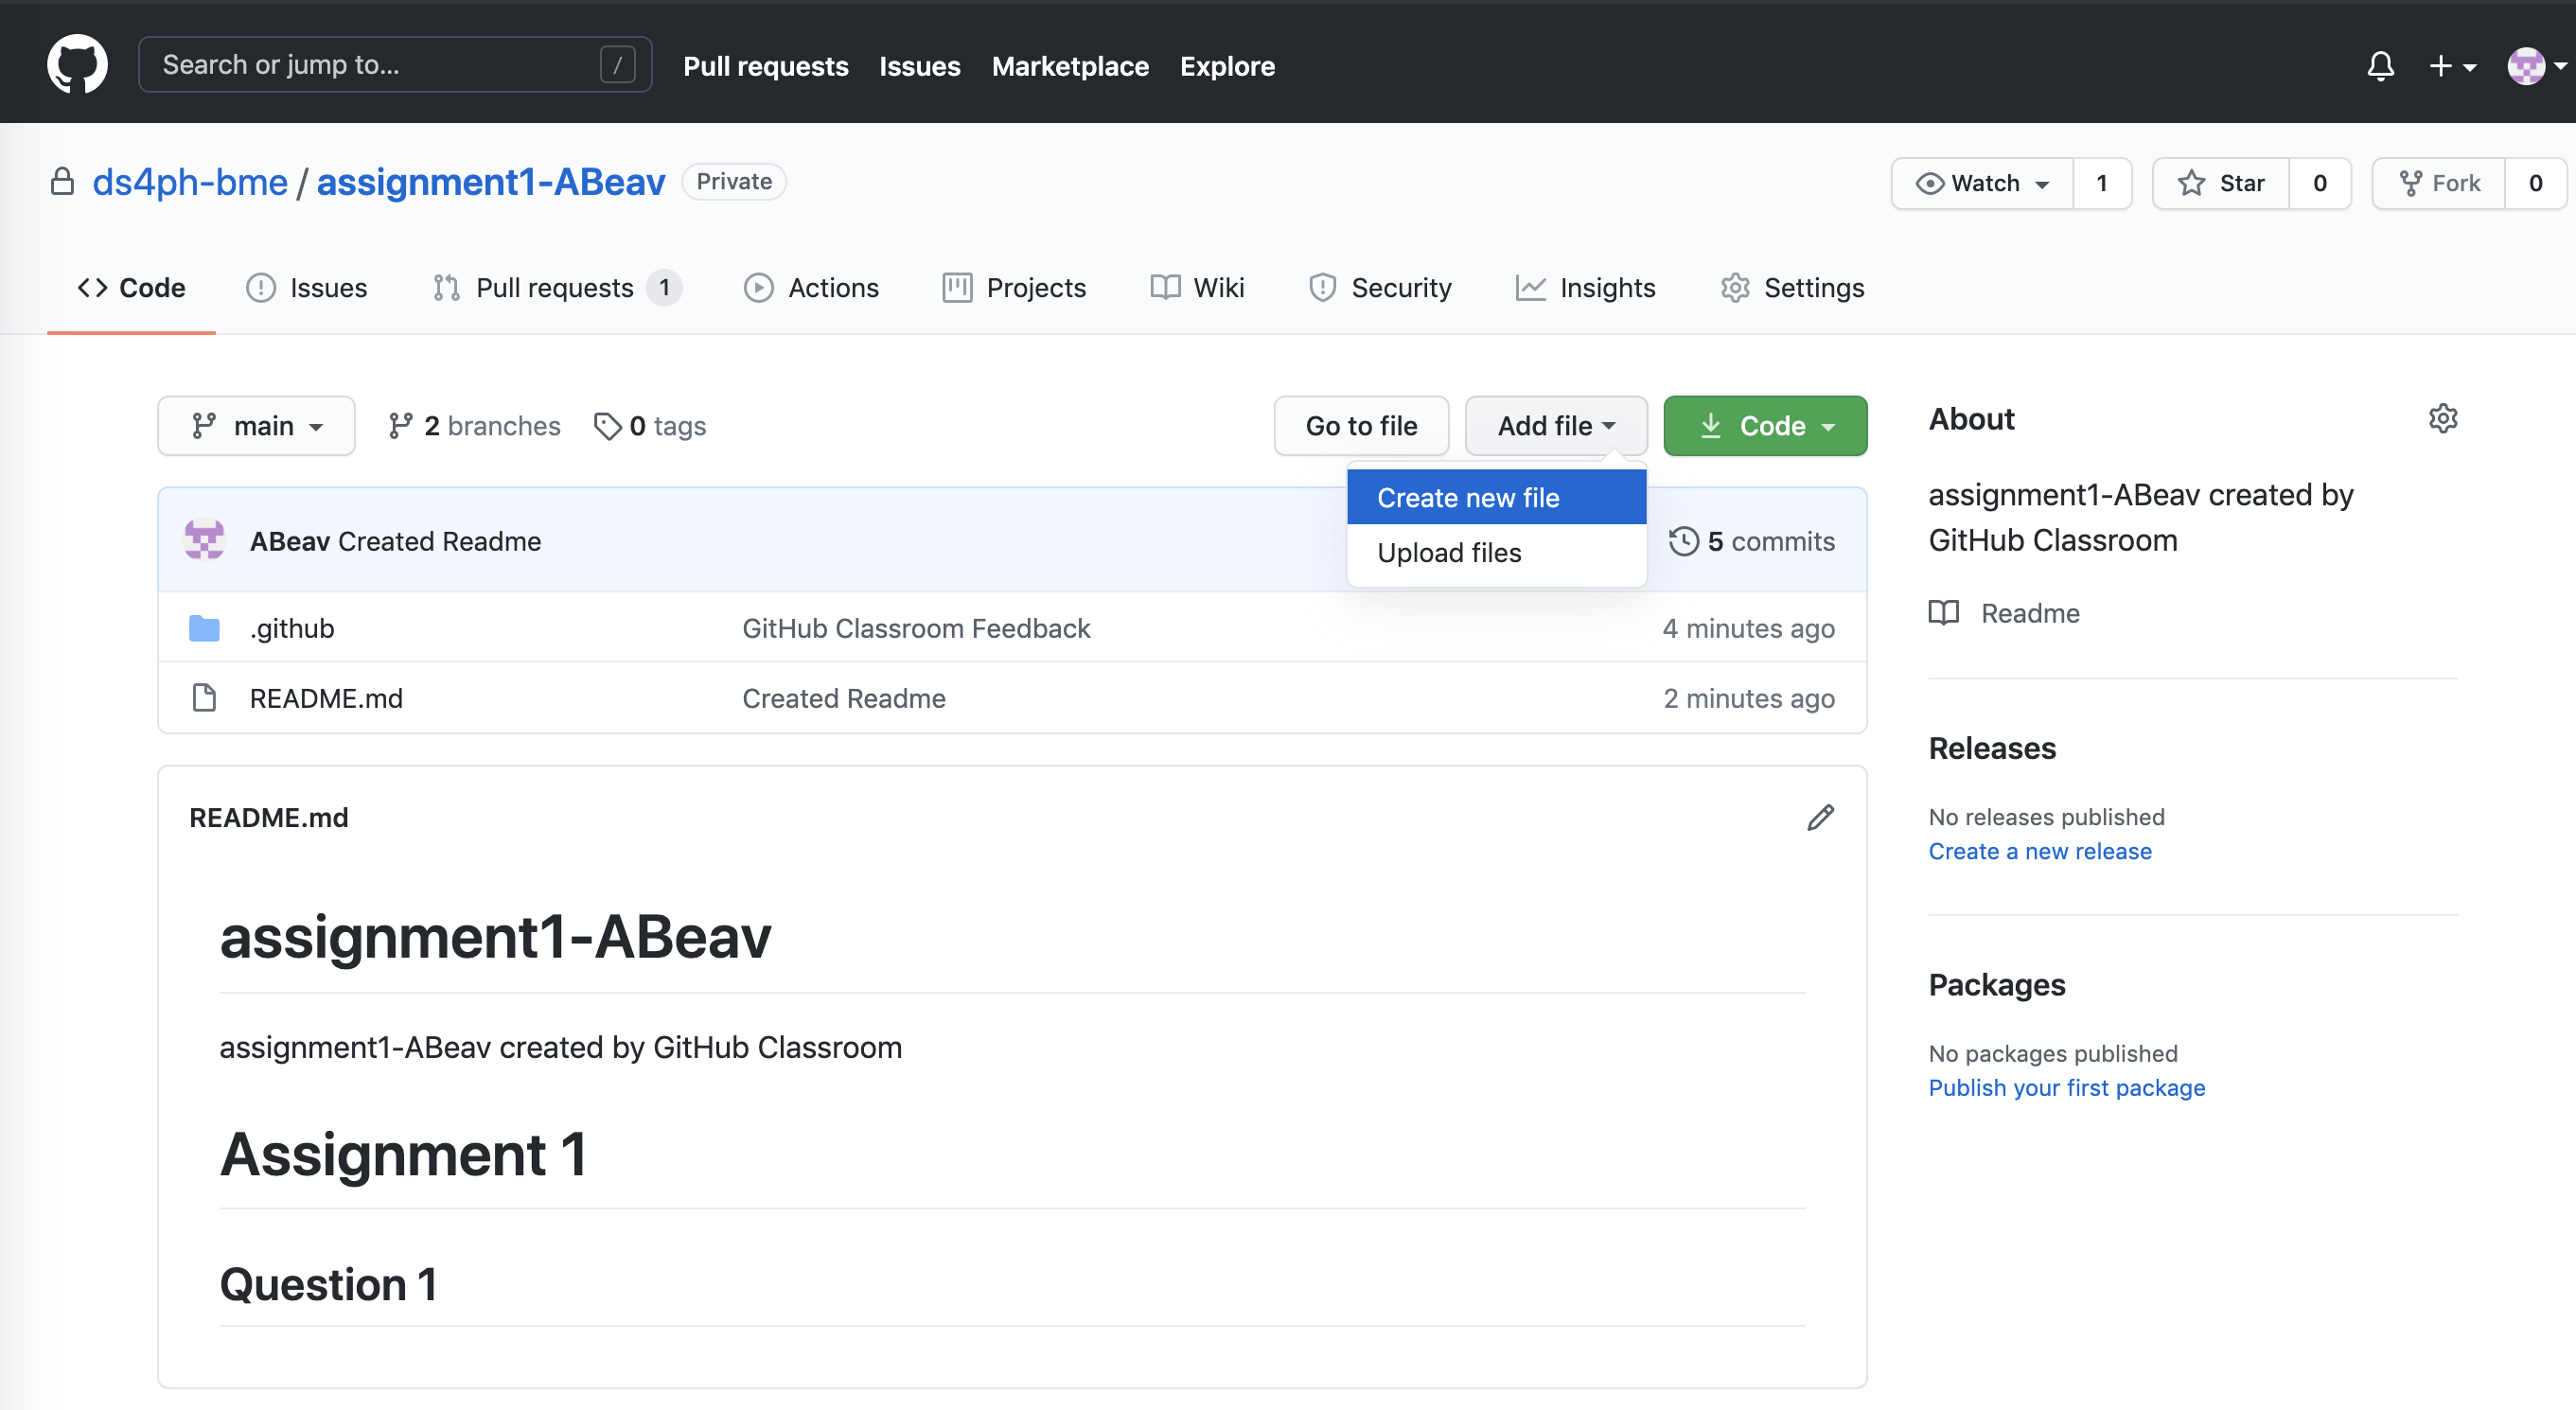 Search or jump to... /
Pull requests Issues Marketplace Explore
ds4ph-bme / assignment1-ABeav Private
Watch 1 Star 0 Fork 0
Code Issues Pull requests 1 Actions Projects Wiki Security Insights Settings
main 2 branches 0 tags Go to file Add file Code
Create new file
Upload files
ABeav Created Readme 5 commits
.github GitHub Classroom Feedback 4 minutes ago
README.md Created Readme 2 minutes ago
README.md
assignment1-ABeav
assignment1-ABeav created by GitHub Classroom
Assignment 1
Question 1
About
assignment1-ABeav created by
GitHub Classroom
Readme
Releases
No releases published
Create a new release
Packages
No packages published
Publish your first package